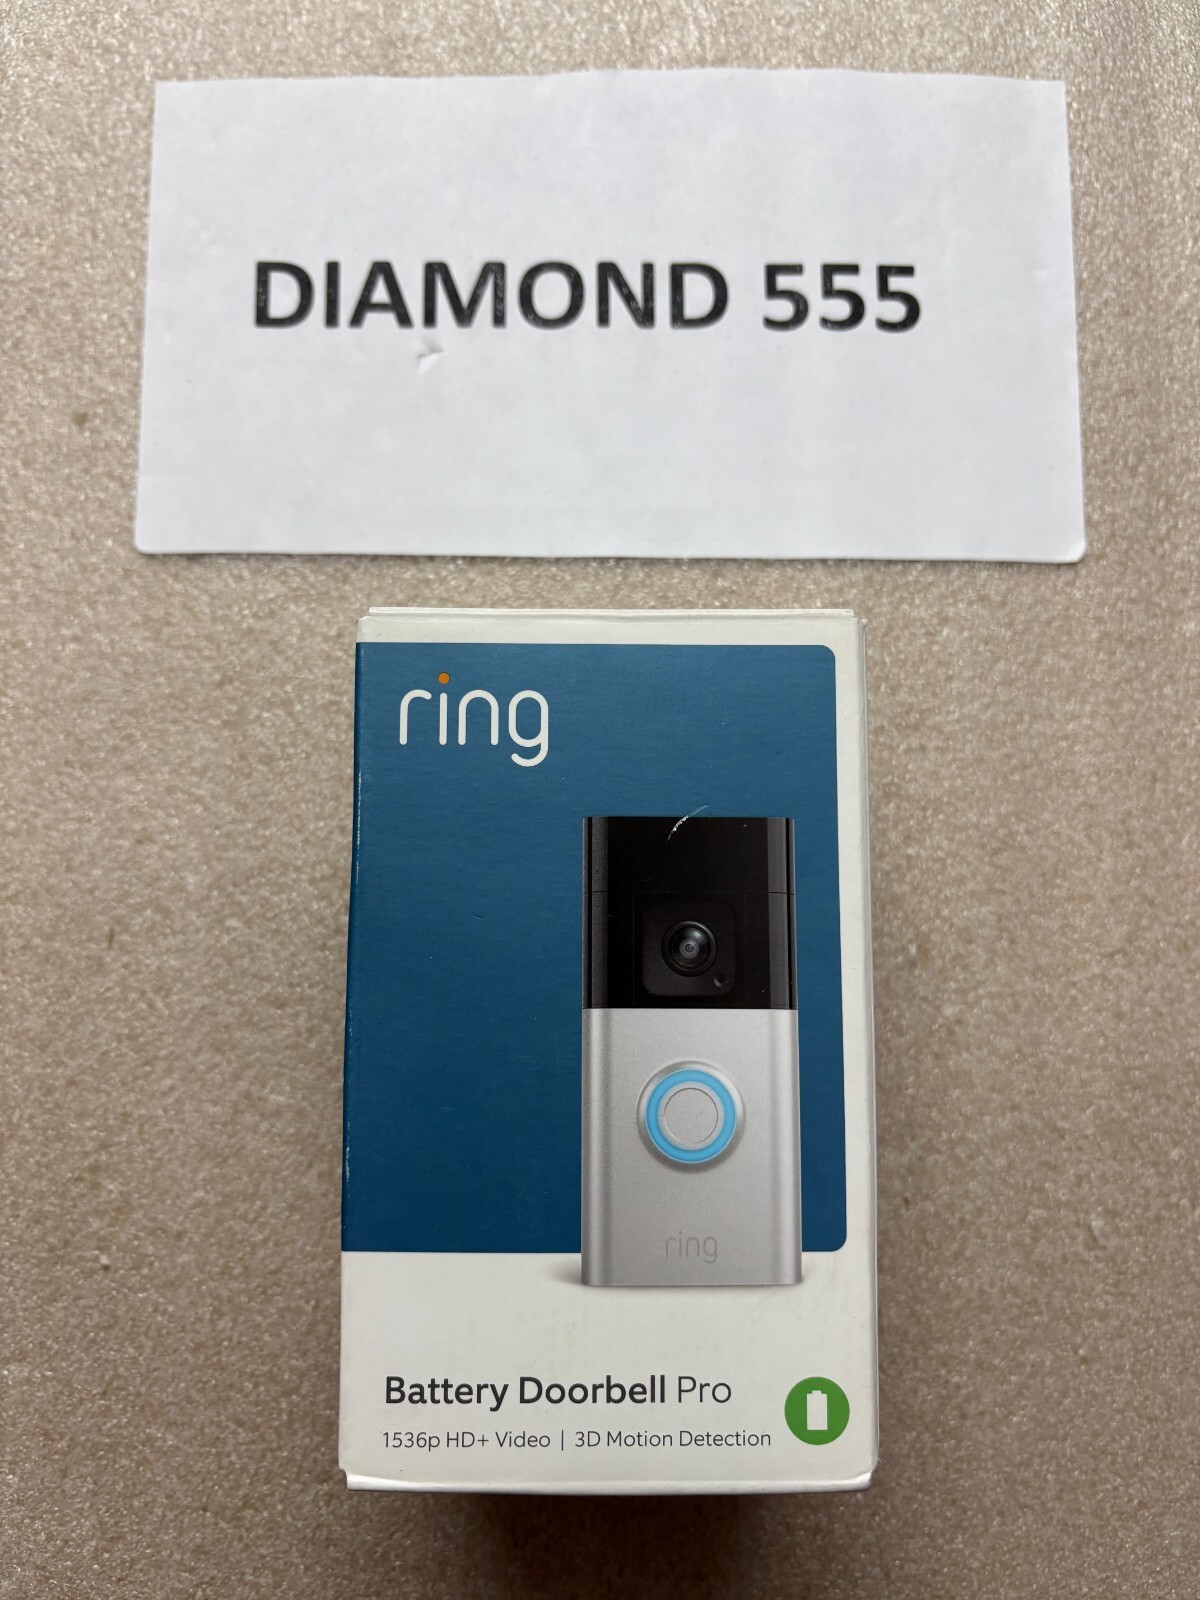 DIAMOND 555
ring
ring
Battery Doorbell Pro
1536p HD+ Video | 3D Motion Detection